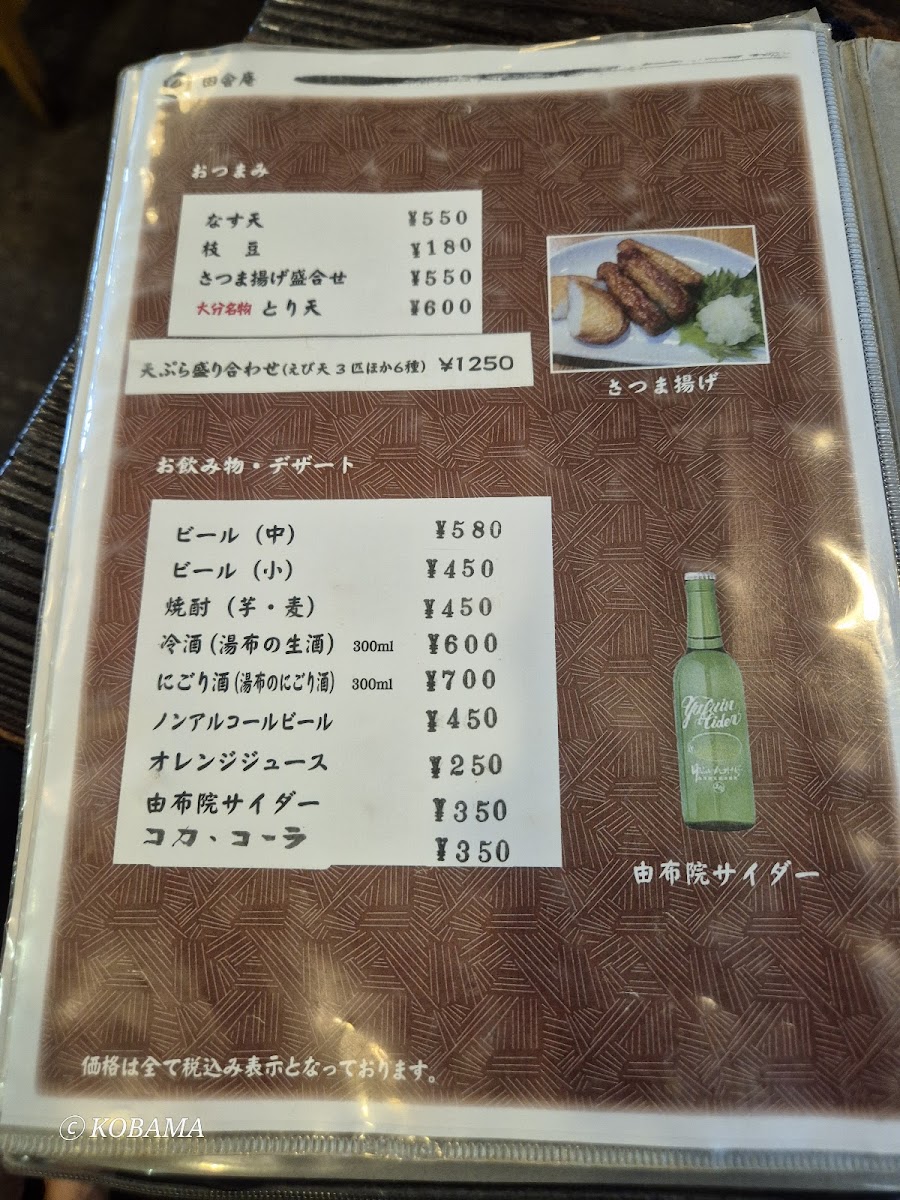 田舎庵
おつまみ
なす天 ¥550
枝 豆 ¥180
さつま揚げ盛合せ ¥550
大分名物 とり天 ¥600
天ぷら盛り合わせ(えび天3匹ほか6種) ¥1250
さつま揚げ
お飲み物・デザート
ビール(中) ¥580
ビール(小) ¥450
焼酎(芋・麦) ¥450
冷酒(湯布の生酒) 300ml ¥600
にごり酒(湯布のにごり酒) 300ml ¥700
ノンアルコールビール ¥450
オレンジジュース ¥250
由布院サイダー ¥350
コカ・コーラ ¥350
Yufuin
Cider
由布院サイダー
価格は全て税込み表示となっております。
© KOBAMA